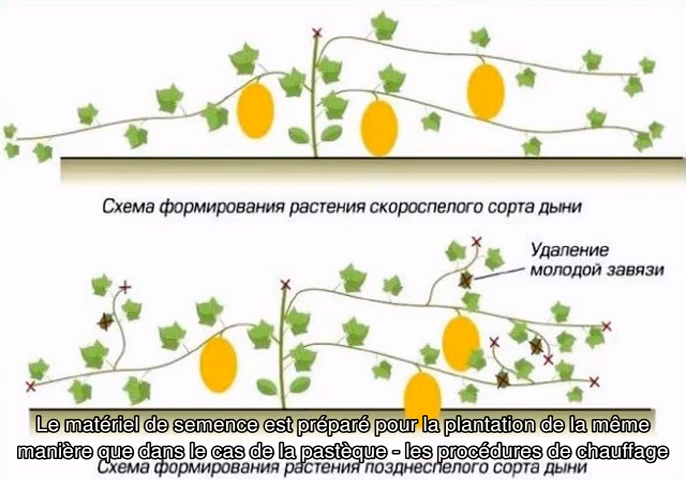 Схема формирования растения скороспелого сорта дыни
Удаление
молодой завязи
Le matériel de semence est préparé pour la plantation de la même
manière que dans le cas de la pastèque - les procédures de chauffage
Схема формирования растения позднеспелого сорта дыни